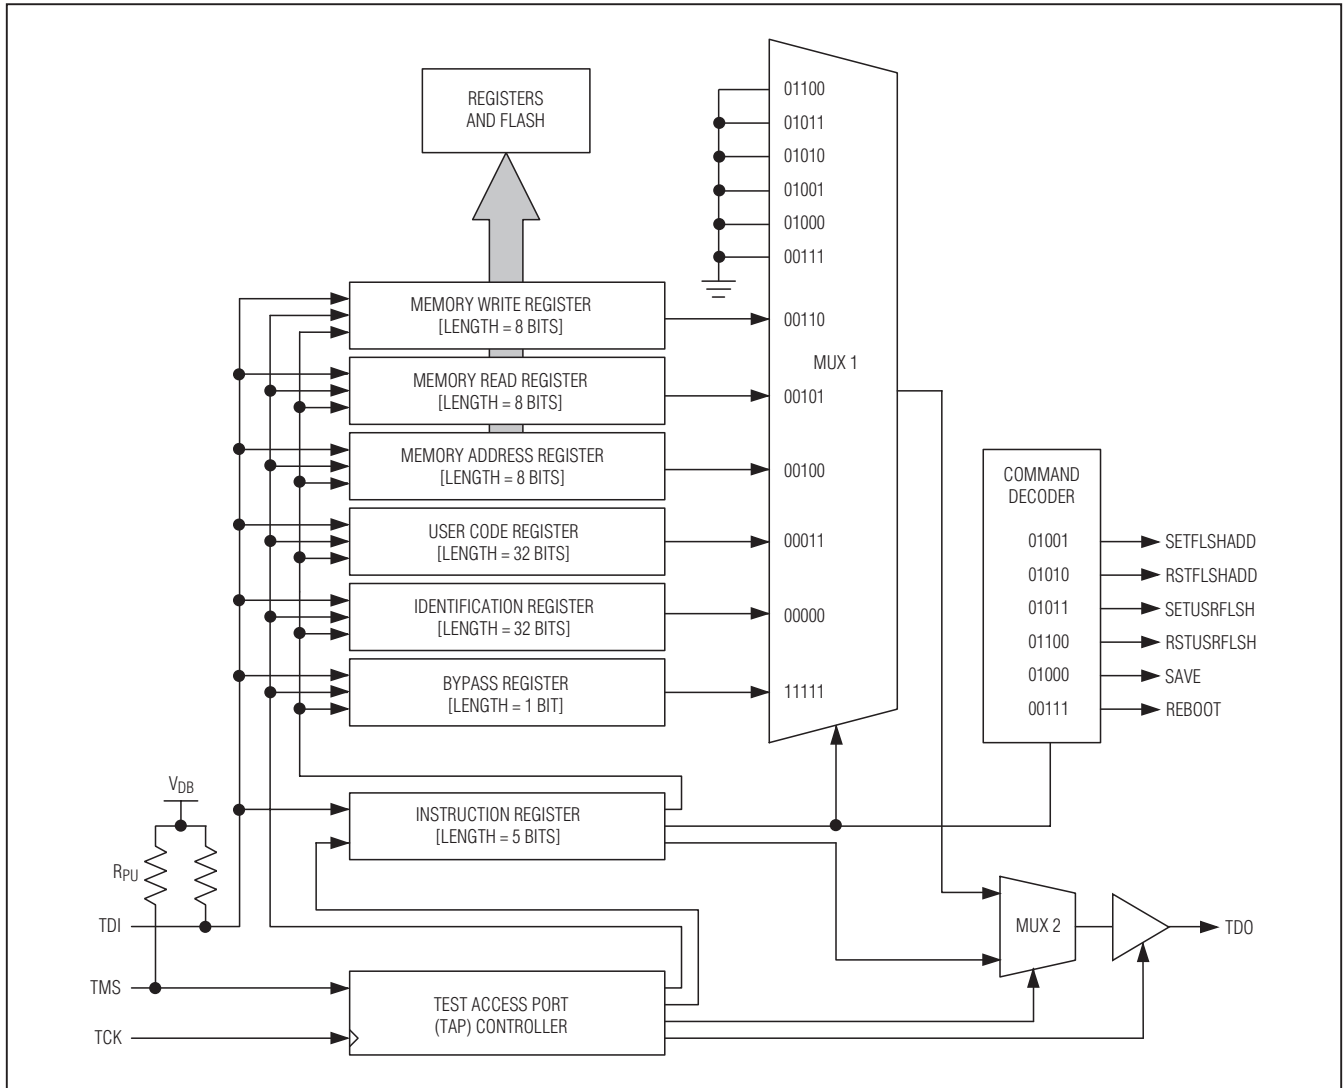 REGISTERS
AND FLASH
01100
01011
01010
01001
01000
00111
MEMORY WRITE REGISTER
[LENGTH = 8 BITS]
00110
MUX 1
MEMORY READ REGISTER
[LENGTH = 8 BITS]
00101
MEMORY ADDRESS REGISTER
[LENGTH = 8 BITS]
00100
USER CODE REGISTER
[LENGTH = 32 BITS]
00011
IDENTIFICATION REGISTER
[LENGTH = 32 BITS]
00000
BYPASS REGISTER
[LENGTH = 1 BIT]
11111
COMMAND
DECODER
01001 SETFLSHADD
01010 RSTFLSHADD
01011 SETUSRFLSH
01100 RSTUSRFLSH
01000 SAVE
00111 REBOOT
INSTRUCTION REGISTER
[LENGTH = 5 BITS]
VDB
RPU
TDI
TMS
TCK
TEST ACCESS PORT
(TAP) CONTROLLER
MUX 2
TDO